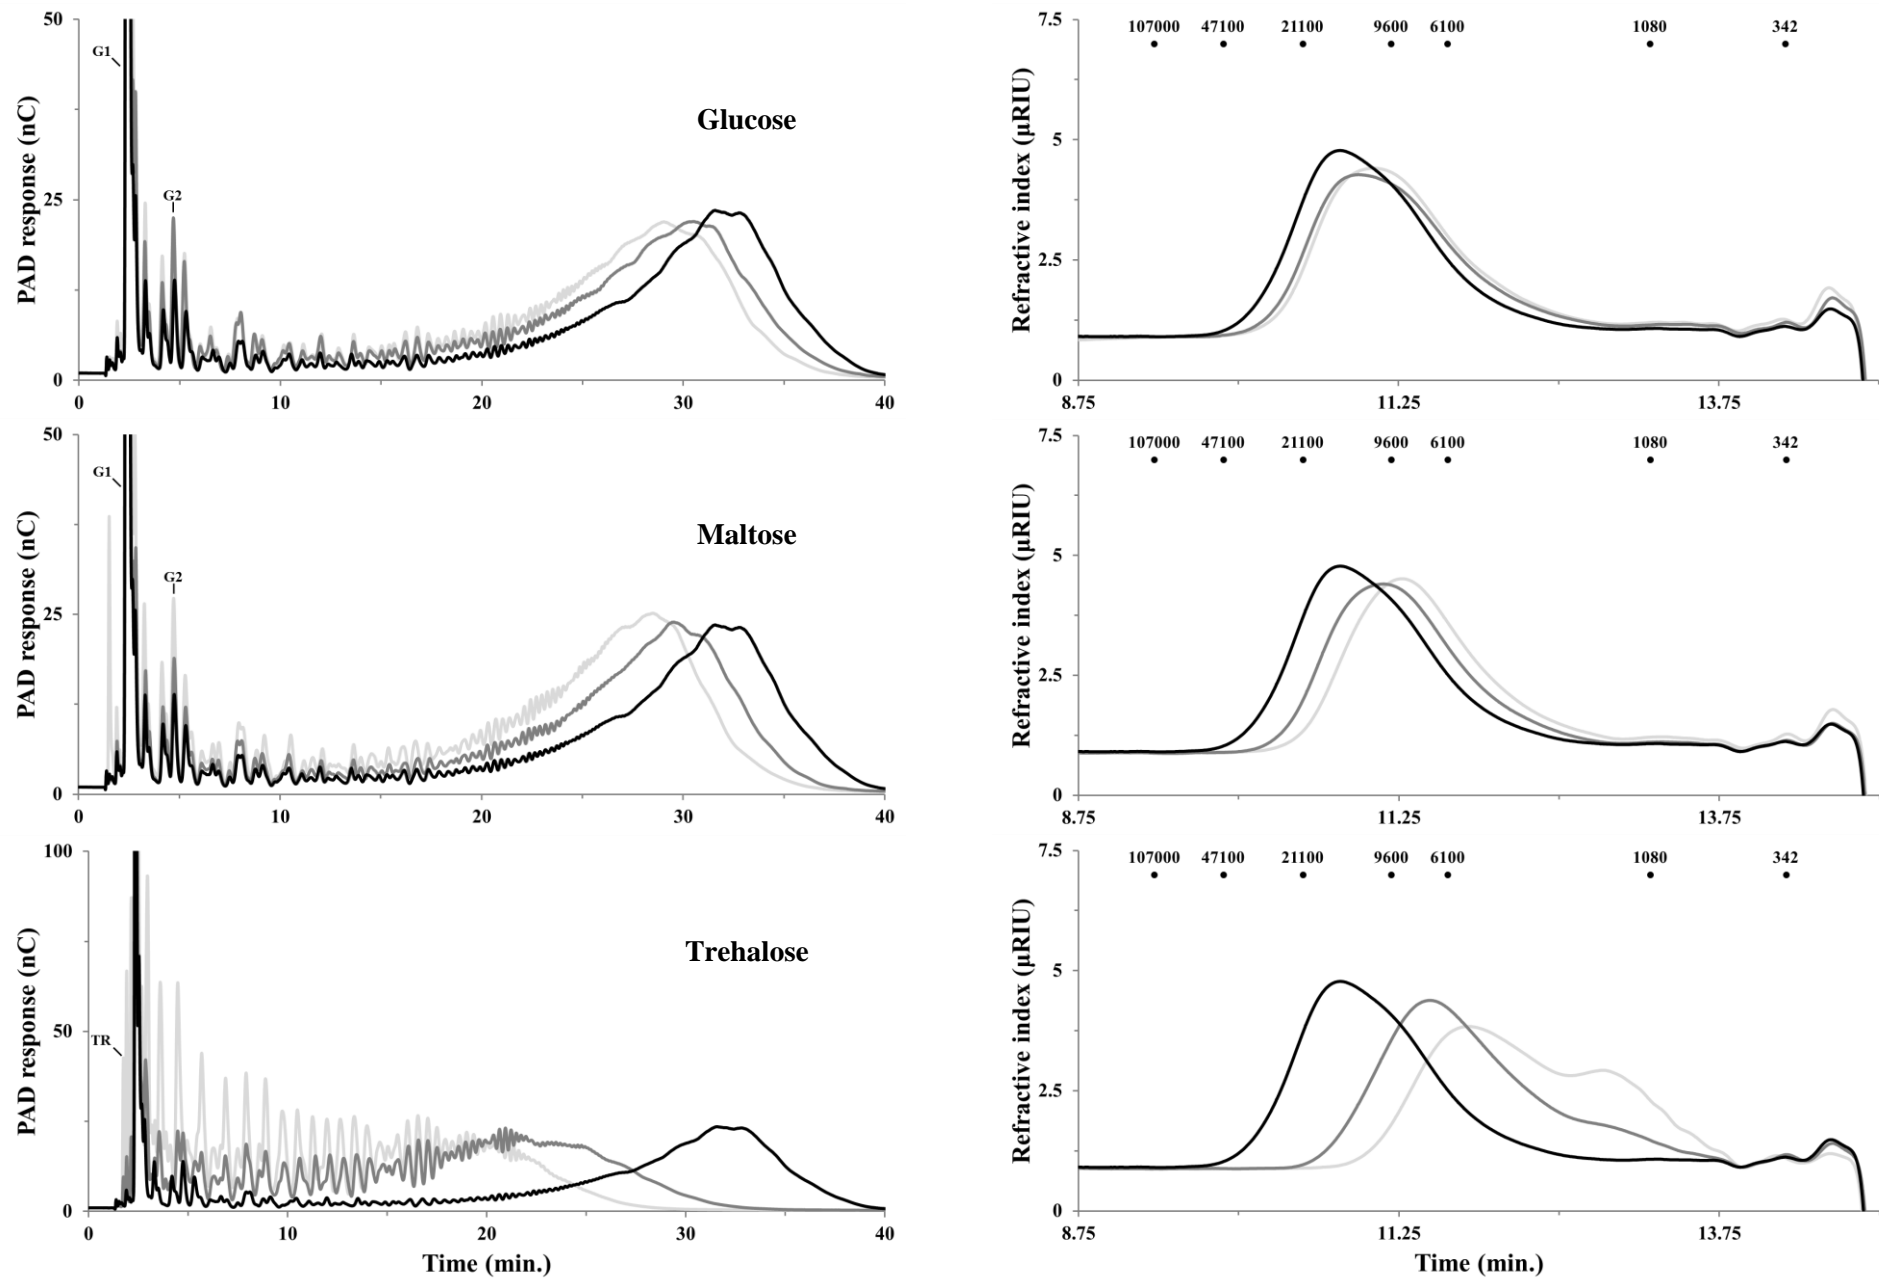 50
25
0
0 10 20 30 40
PAD response (nC)
G1
G2
Glucose
7.5
5
2.5
0
8.75 11.25 13.75
Refractive index (µRIU)
107000 47100 21100 9600 6100 1080 342
50
25
0
0 10 20 30 40
PAD response (nC)
G1
G2
Maltose
7.5
5
2.5
0
8.75 11.25 13.75
Refractive index (µRIU)
107000 47100 21100 9600 6100 1080 342
100
50
0
0 10 20 30 40
PAD response (nC)
TR
Trehalose
Time (min.)
7.5
5
2.5
0
8.75 11.25 13.75
Refractive index (µRIU)
107000 47100 21100 9600 6100 1080 342
Time (min.)